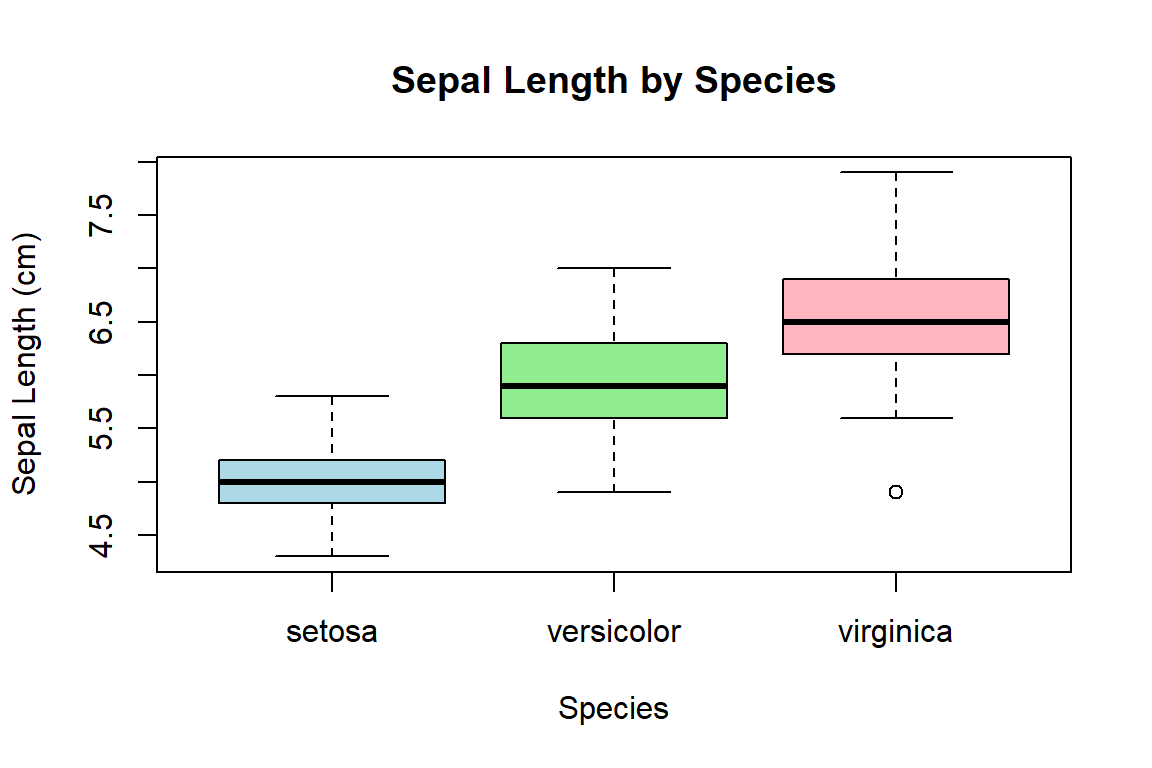 Sepal Length by Species
Sepal Length (cm)
7.5
6.5
5.5
4.5
setosa versicolor virginica
Species